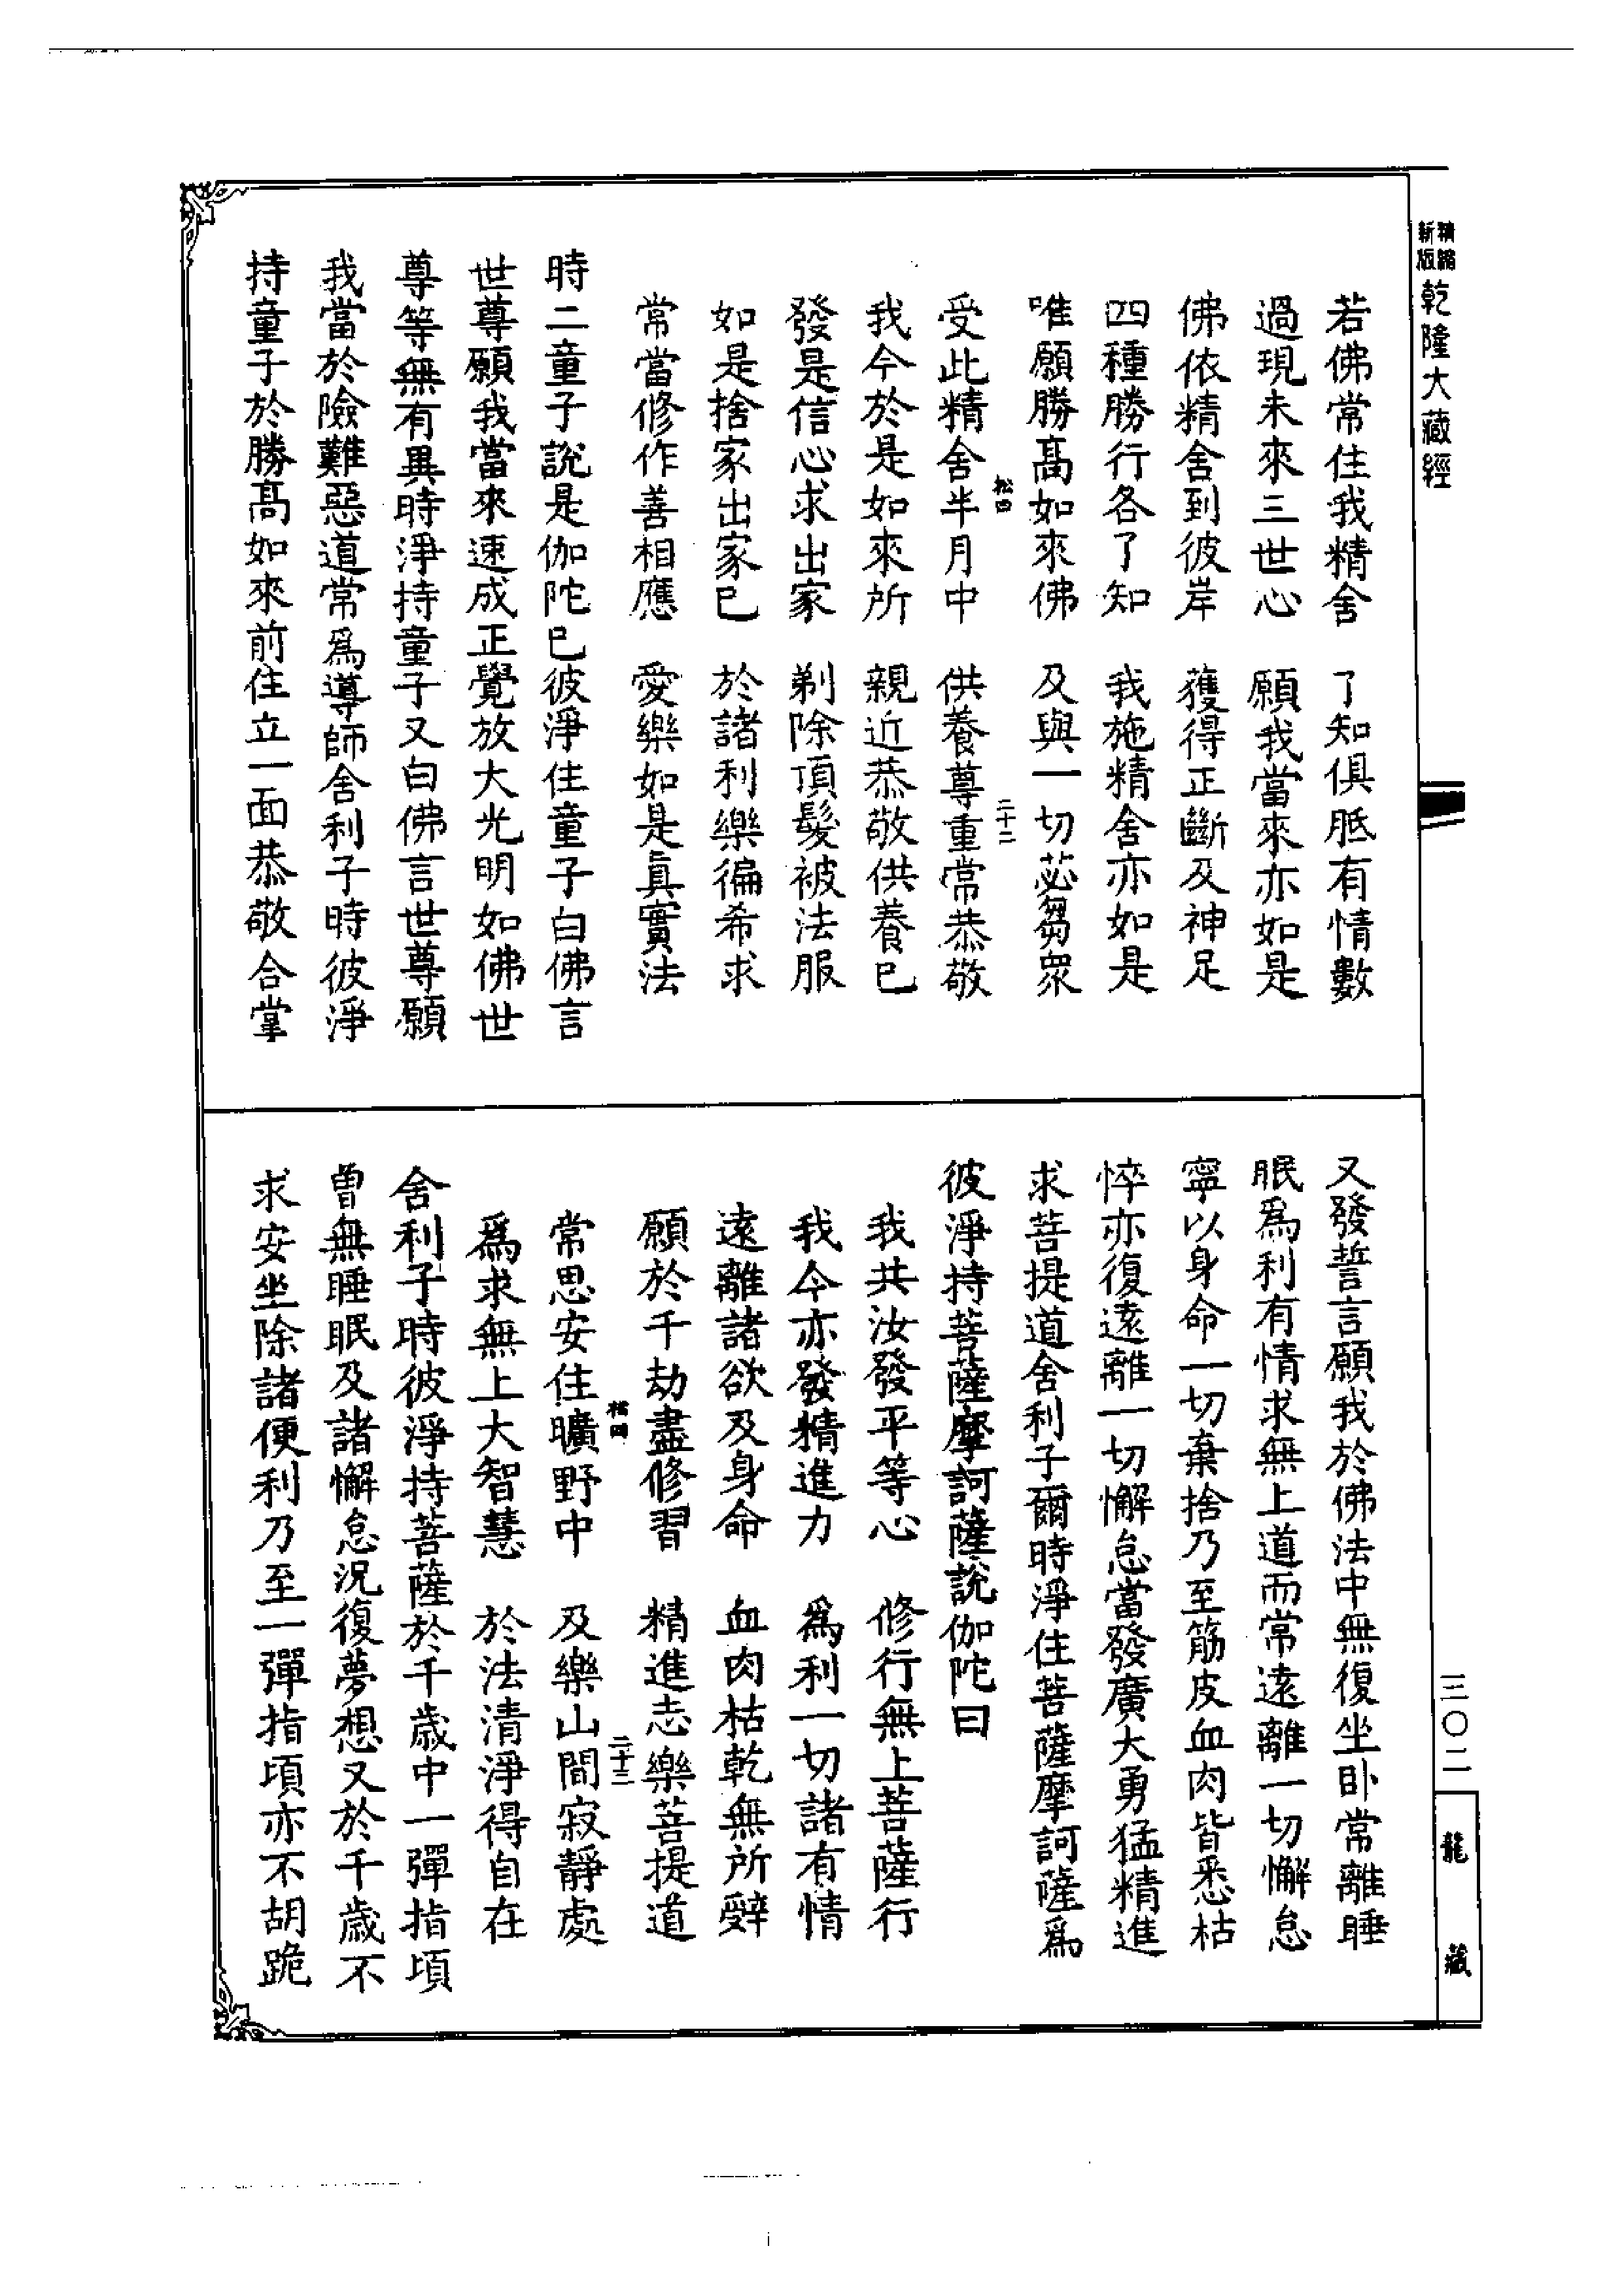 精縮新版乾隆大藏經
若佛常住我精舍　了知俱胝有情數
過現未來三世心　願我當來亦如是
佛依精舍到彼岸　獲得正斷及神足
四種勝行各了知　我施精舍亦如是
唯願勝高如來佛　及與一切苾芻眾
松四　二十二
受此精舍半月中　供養尊重常恭敬
我今於是如來所　親近恭敬供養已
發是信心求出家　剃除頂髮被法服
如是捨家出家已　於諸利樂徧希求
常當修作善相應　愛樂如是真實法
時二童子說是伽陀已彼淨住童子白佛言
世尊願我當來速成正覺放大光明如佛世
尊等無有異時淨持童子又白佛言世尊願
我當於險難惡道常爲導師舍利子時彼淨
持童子於勝高如來前住立一面恭敬合掌
又發誓言願我於佛法中無復坐卧常離睡
眠爲利有情求無上道而常遠離一切懈怠
寧以身命一切棄捨乃至筋皮血肉皆悉枯
悴亦復遠離一切懈怠當發廣大勇猛精進
求菩提道舍利子爾時淨住菩薩摩訶薩爲
彼淨持菩薩摩訶薩說伽陀曰
我共汝發平等心　修行無上菩薩行
我今亦發精進力　爲利一切諸有情
遠離諸欲及身命　血肉枯乾無所辭
願於千劫盡修習　精進志樂菩提道
松四　二十三
常思安住曠野中　及樂山間寂靜處
爲求無上大智慧　於法清淨得自在
舍利子時彼淨持菩薩於千歲中一彈指頃
曾無睡眠及諸懈怠況復夢想又於千歲不
求安坐除諸便利乃至一彈指頃亦不胡跪
三〇二
龍藏
i